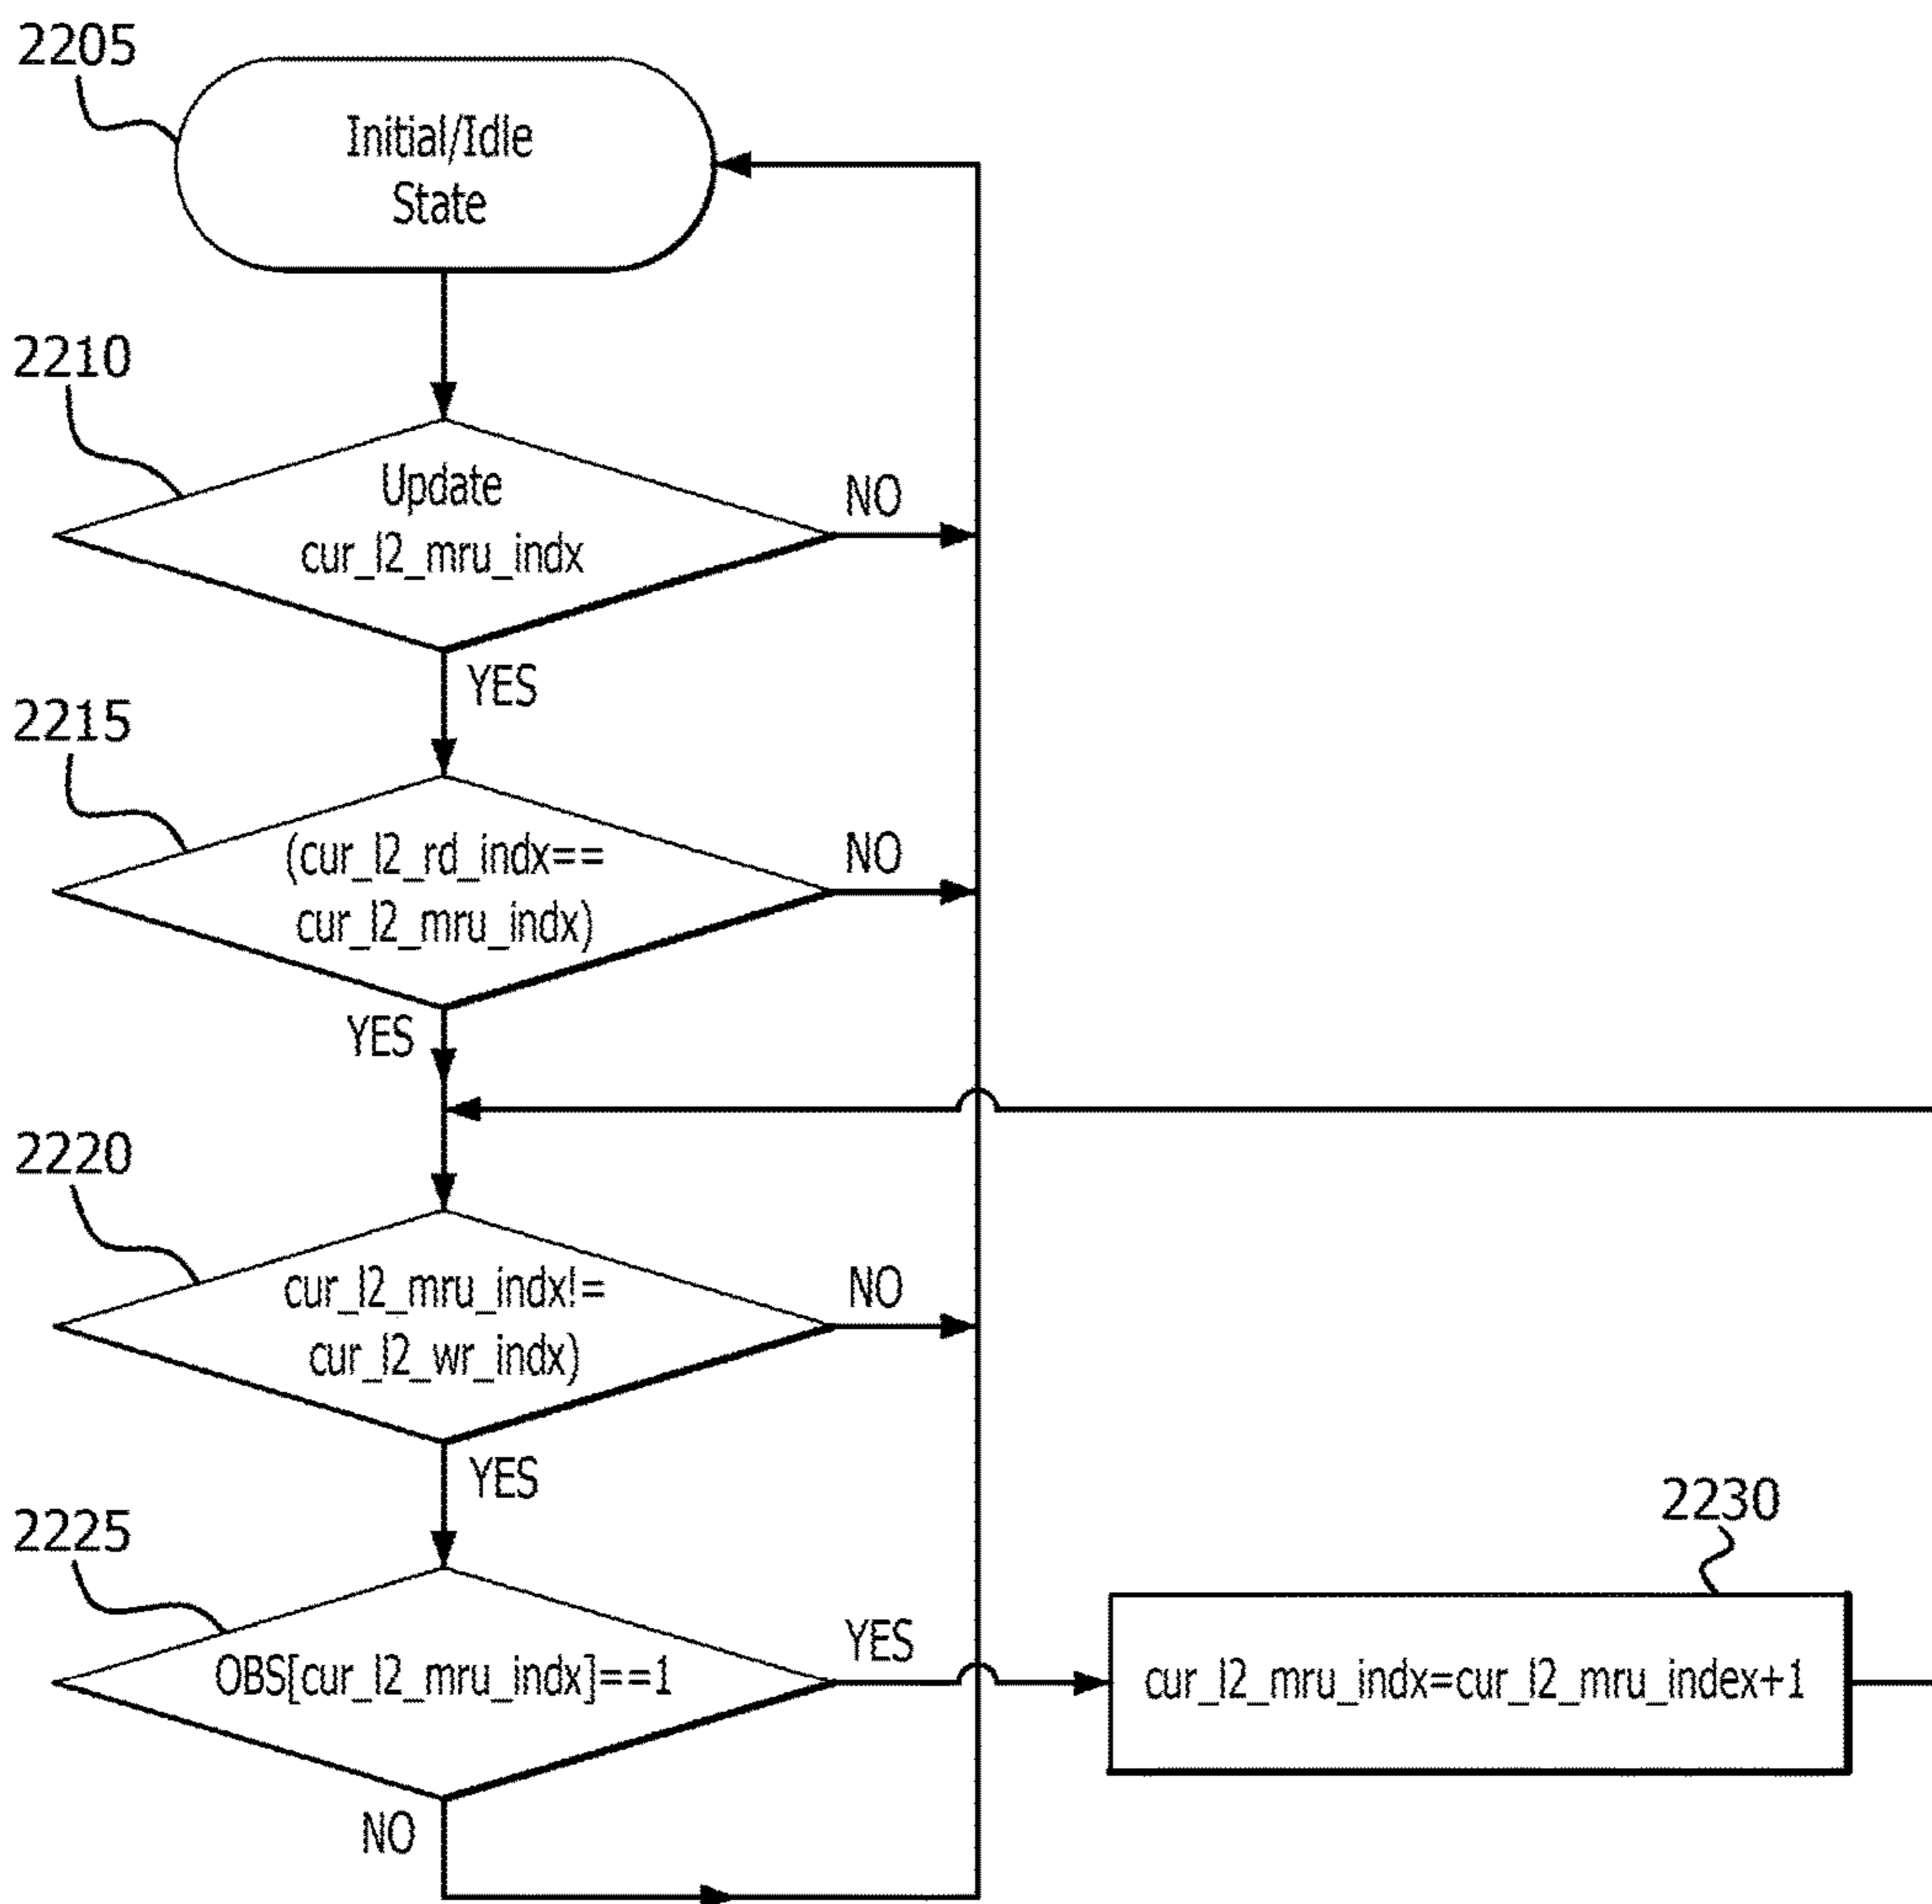 2205
Initial/Idle
State
2210
Update
cur_l2_mru_indx
NO
YES
2215
(cur_l2_rd_indx==
cur_l2_mru_indx)
NO
YES
2220
cur_l2_mru_indx!=
cur_l2_wr_indx)
NO
YES
2225
OBS[cur_l2_mru_indx]==1
YES
NO
2230
cur_l2_mru_indx=cur_l2_mru_index+1